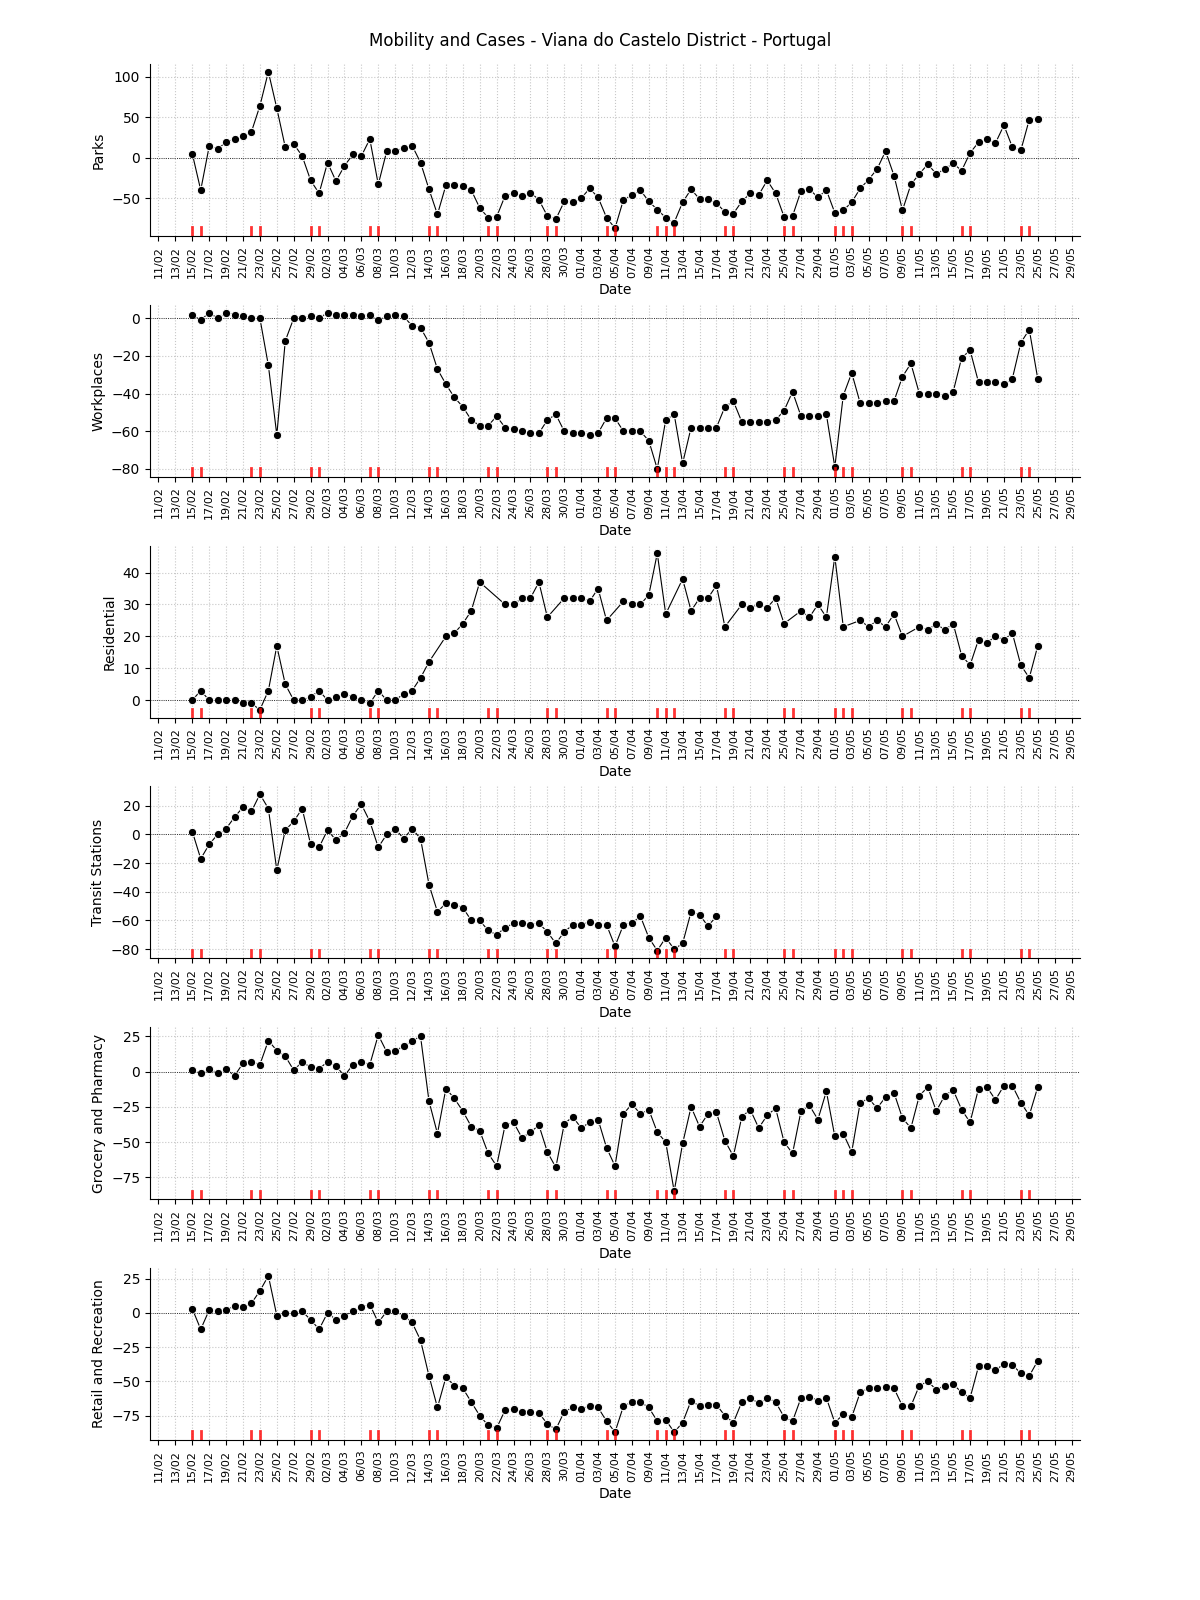 Mobility and Cases - Viana do Castelo District - Portugal
Parks
100
50
0
−50
11/02 13/02 15/02 17/02 19/02 21/02 23/02 25/02 27/02 29/02 02/03 04/03 06/03 08/03 10/03 12/03 14/03 16/03 18/03 20/03 22/03 24/03 26/03 28/03 30/03 01/04 03/04 05/04 07/04 09/04 11/04 13/04 15/04 17/04 19/04 21/04 23/04 25/04 27/04 29/04 01/05 03/05 05/05 07/05 09/05 11/05 13/05 15/05 17/05 19/05 21/05 23/05 25/05 27/05 29/05
Date
Workplaces
0
−20
−40
−60
−80
11/02 13/02 15/02 17/02 19/02 21/02 23/02 25/02 27/02 29/02 02/03 04/03 06/03 08/03 10/03 12/03 14/03 16/03 18/03 20/03 22/03 24/03 26/03 28/03 30/03 01/04 03/04 05/04 07/04 09/04 11/04 13/04 15/04 17/04 19/04 21/04 23/04 25/04 27/04 29/04 01/05 03/05 05/05 07/05 09/05 11/05 13/05 15/05 17/05 19/05 21/05 23/05 25/05 27/05 29/05
Date
Residential
40
30
20
10
0
11/02 13/02 15/02 17/02 19/02 21/02 23/02 25/02 27/02 29/02 02/03 04/03 06/03 08/03 10/03 12/03 14/03 16/03 18/03 20/03 22/03 24/03 26/03 28/03 30/03 01/04 03/04 05/04 07/04 09/04 11/04 13/04 15/04 17/04 19/04 21/04 23/04 25/04 27/04 29/04 01/05 03/05 05/05 07/05 09/05 11/05 13/05 15/05 17/05 19/05 21/05 23/05 25/05 27/05 29/05
Date
Transit Stations
20
0
−20
−40
−60
−80
11/02 13/02 15/02 17/02 19/02 21/02 23/02 25/02 27/02 29/02 02/03 04/03 06/03 08/03 10/03 12/03 14/03 16/03 18/03 20/03 22/03 24/03 26/03 28/03 30/03 01/04 03/04 05/04 07/04 09/04 11/04 13/04 15/04 17/04 19/04 21/04 23/04 25/04 27/04 29/04 01/05 03/05 05/05 07/05 09/05 11/05 13/05 15/05 17/05 19/05 21/05 23/05 25/05 27/05 29/05
Date
Grocery and Pharmacy
25
0
−25
−50
−75
11/02 13/02 15/02 17/02 19/02 21/02 23/02 25/02 27/02 29/02 02/03 04/03 06/03 08/03 10/03 12/03 14/03 16/03 18/03 20/03 22/03 24/03 26/03 28/03 30/03 01/04 03/04 05/04 07/04 09/04 11/04 13/04 15/04 17/04 19/04 21/04 23/04 25/04 27/04 29/04 01/05 03/05 05/05 07/05 09/05 11/05 13/05 15/05 17/05 19/05 21/05 23/05 25/05 27/05 29/05
Date
Retail and Recreation
25
0
−25
−50
−75
11/02 13/02 15/02 17/02 19/02 21/02 23/02 25/02 27/02 29/02 02/03 04/03 06/03 08/03 10/03 12/03 14/03 16/03 18/03 20/03 22/03 24/03 26/03 28/03 30/03 01/04 03/04 05/04 07/04 09/04 11/04 13/04 15/04 17/04 19/04 21/04 23/04 25/04 27/04 29/04 01/05 03/05 05/05 07/05 09/05 11/05 13/05 15/05 17/05 19/05 21/05 23/05 25/05 27/05 29/05
Date